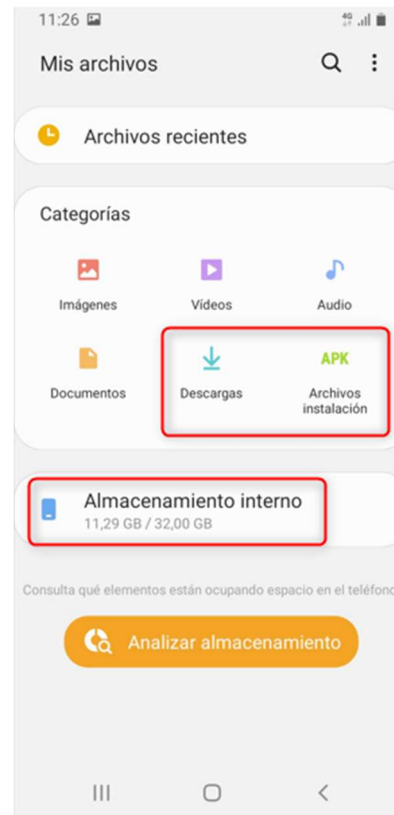 11:26
4G
Mis archivos
Archivos recientes
Categorías
Imágenes
Vídeos
Audio
APK
Documentos
Descargas
Archivos
instalación
Almacenamiento interno
11,29 GB / 32,00 GB
Consulta qué elementos están ocupando espacio en el teléfono
Analizar almacenamiento